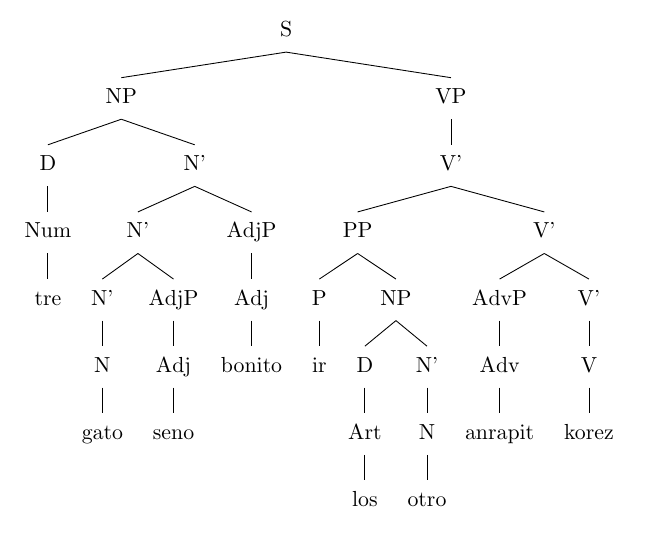 S
NP VP
D N' V'
Num N' AdjP PP V'
tre N' AdjP Adj P NP AdvP V'
N Adj bonito ir D N' Adv V
gato seno Art N anrapit korez
los otro